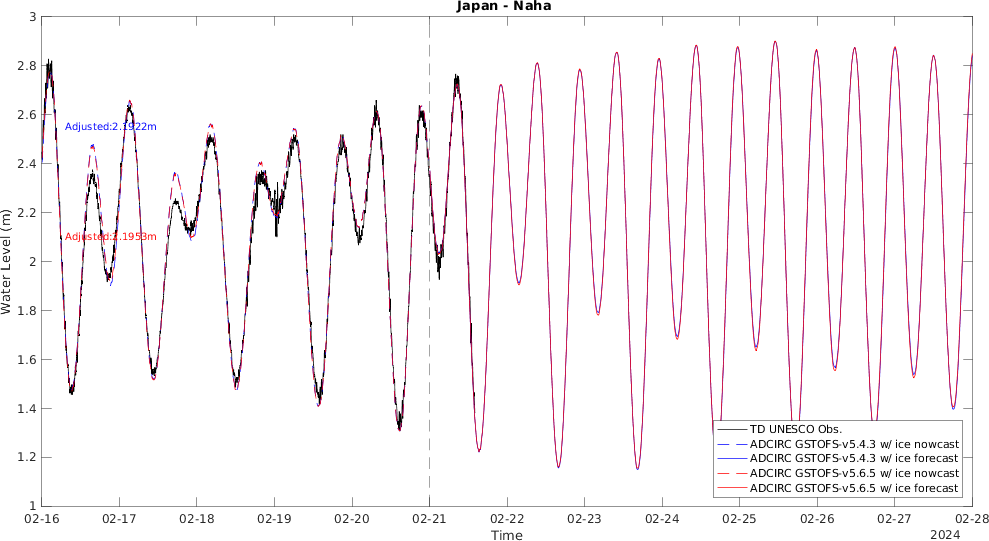 Japan - Naha
Water Level (m)
3
2.8
2.6
2.4
2.2
2
1.8
1.6
1.4
1.2
1
Adjusted:2.1922m
Adjusted:2.1953m
TD UNESCO Obs.
ADCIRC GSTOFS-v5.4.3 w/ ice nowcast
ADCIRC GSTOFS-v5.4.3 w/ ice forecast
ADCIRC GSTOFS-v5.6.5 w/ ice nowcast
ADCIRC GSTOFS-v5.6.5 w/ ice forecast
02-16 02-17 02-18 02-19 02-20 02-21 02-22 02-23 02-24 02-25 02-26 02-27 02-28
Time
2024